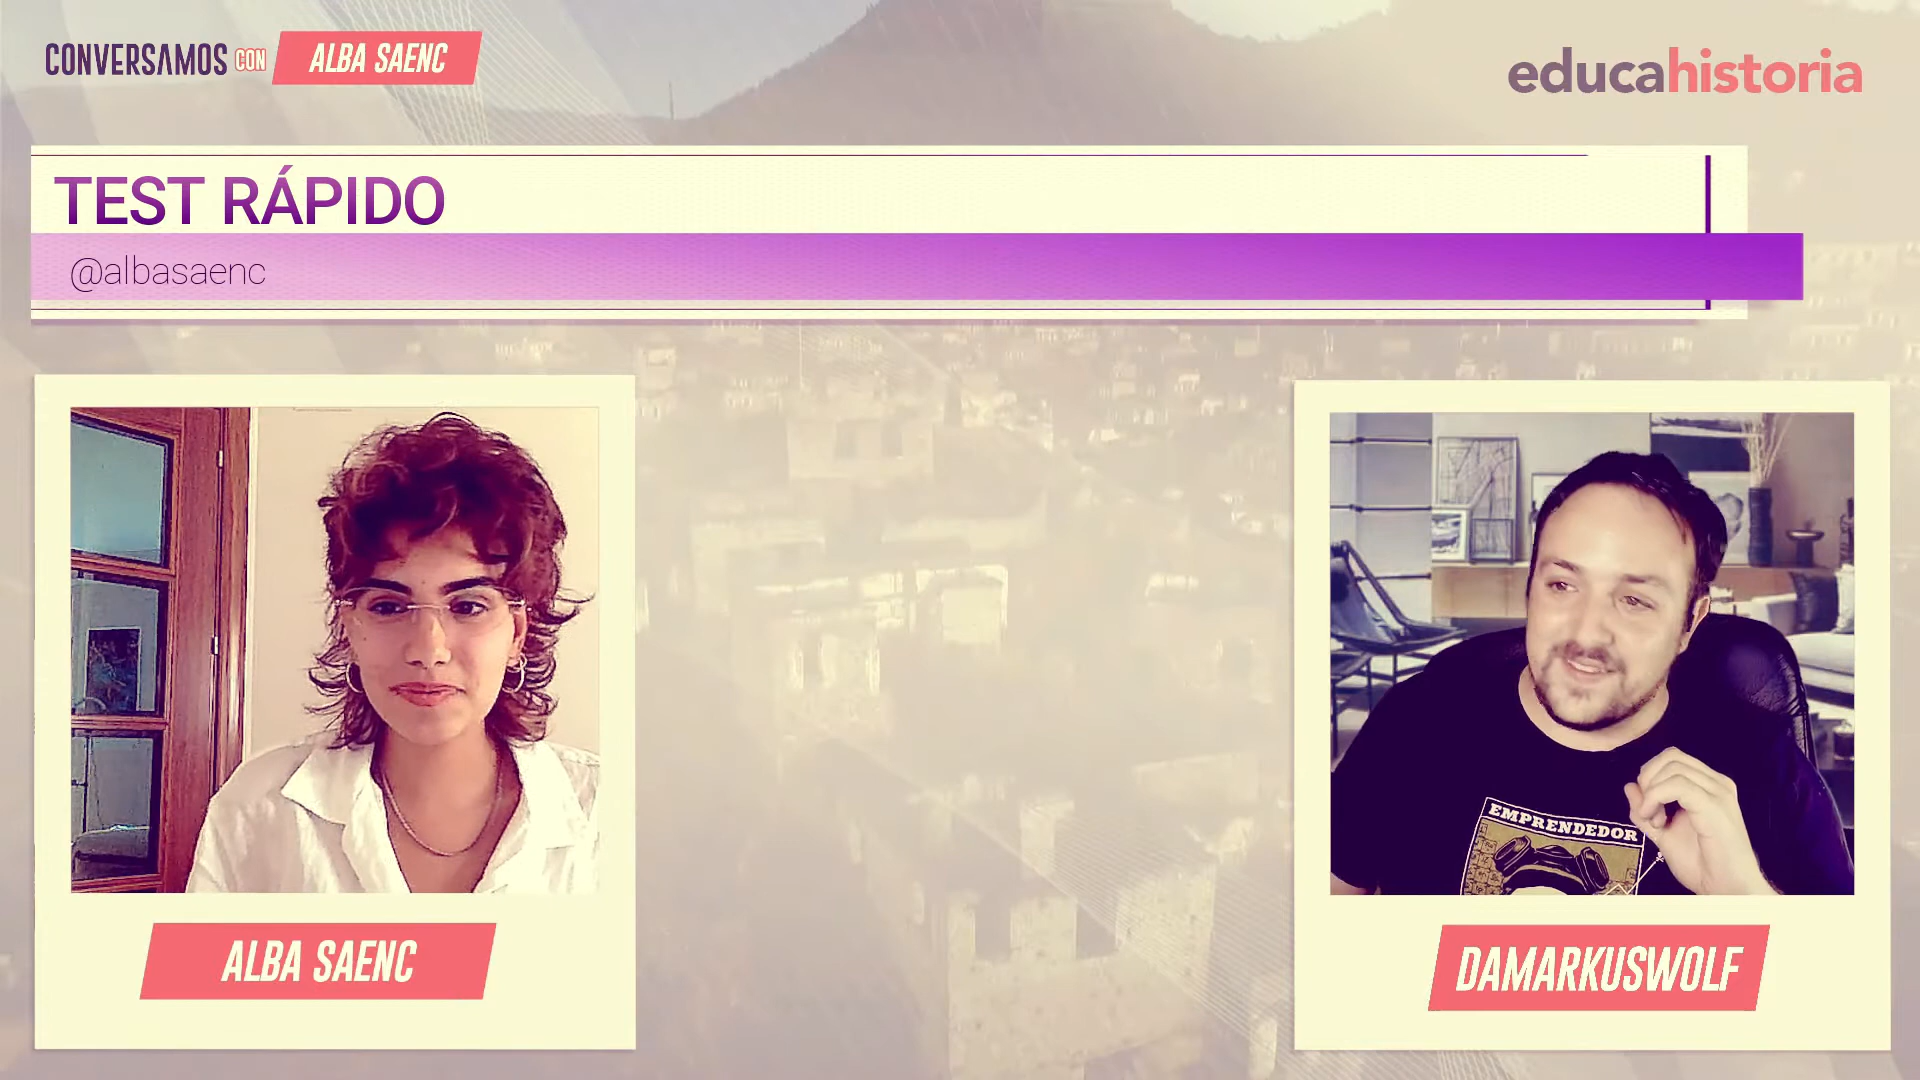 CONVERSAMOS CON ALBA SAENC
educahistoria
TEST RÁPIDO
@albasaenc
EMPRENDEDOR
ALBA SAENC
DAMARKUSWOLF